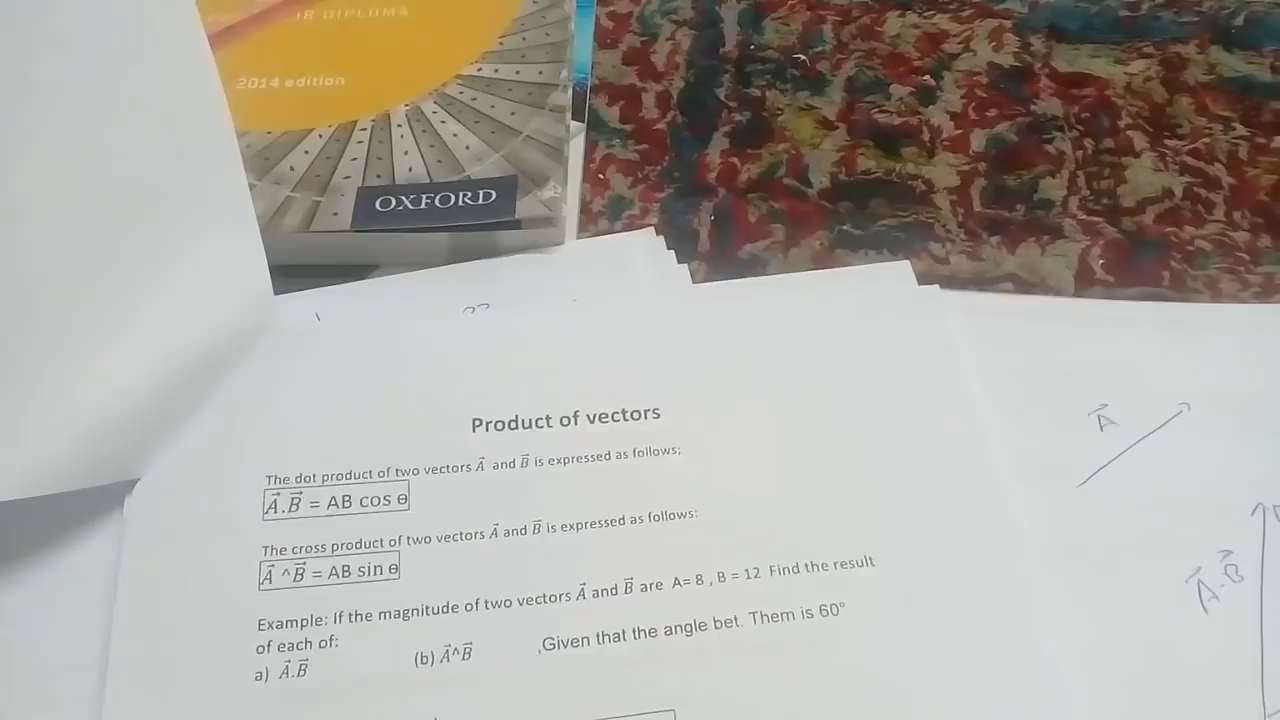 IB DIPLOMA
2014 edition
OXFORD
Product of vectors
The dot product of two vectors A⃗ and B⃗ is expressed as follows;
A⃗.B⃗ = AB cos ө
The cross product of two vectors A⃗ and B⃗ is expressed as follows:
A⃗ ^B⃗ = AB sin ө
Example: If the magnitude of two vectors A⃗ and B⃗ are A= 8 , B = 12 Find the result
of each of:
a) A⃗.B⃗ (b) A⃗^B⃗ ,Given that the angle bet. Them is 60°
A⃗
A⃗.B⃗